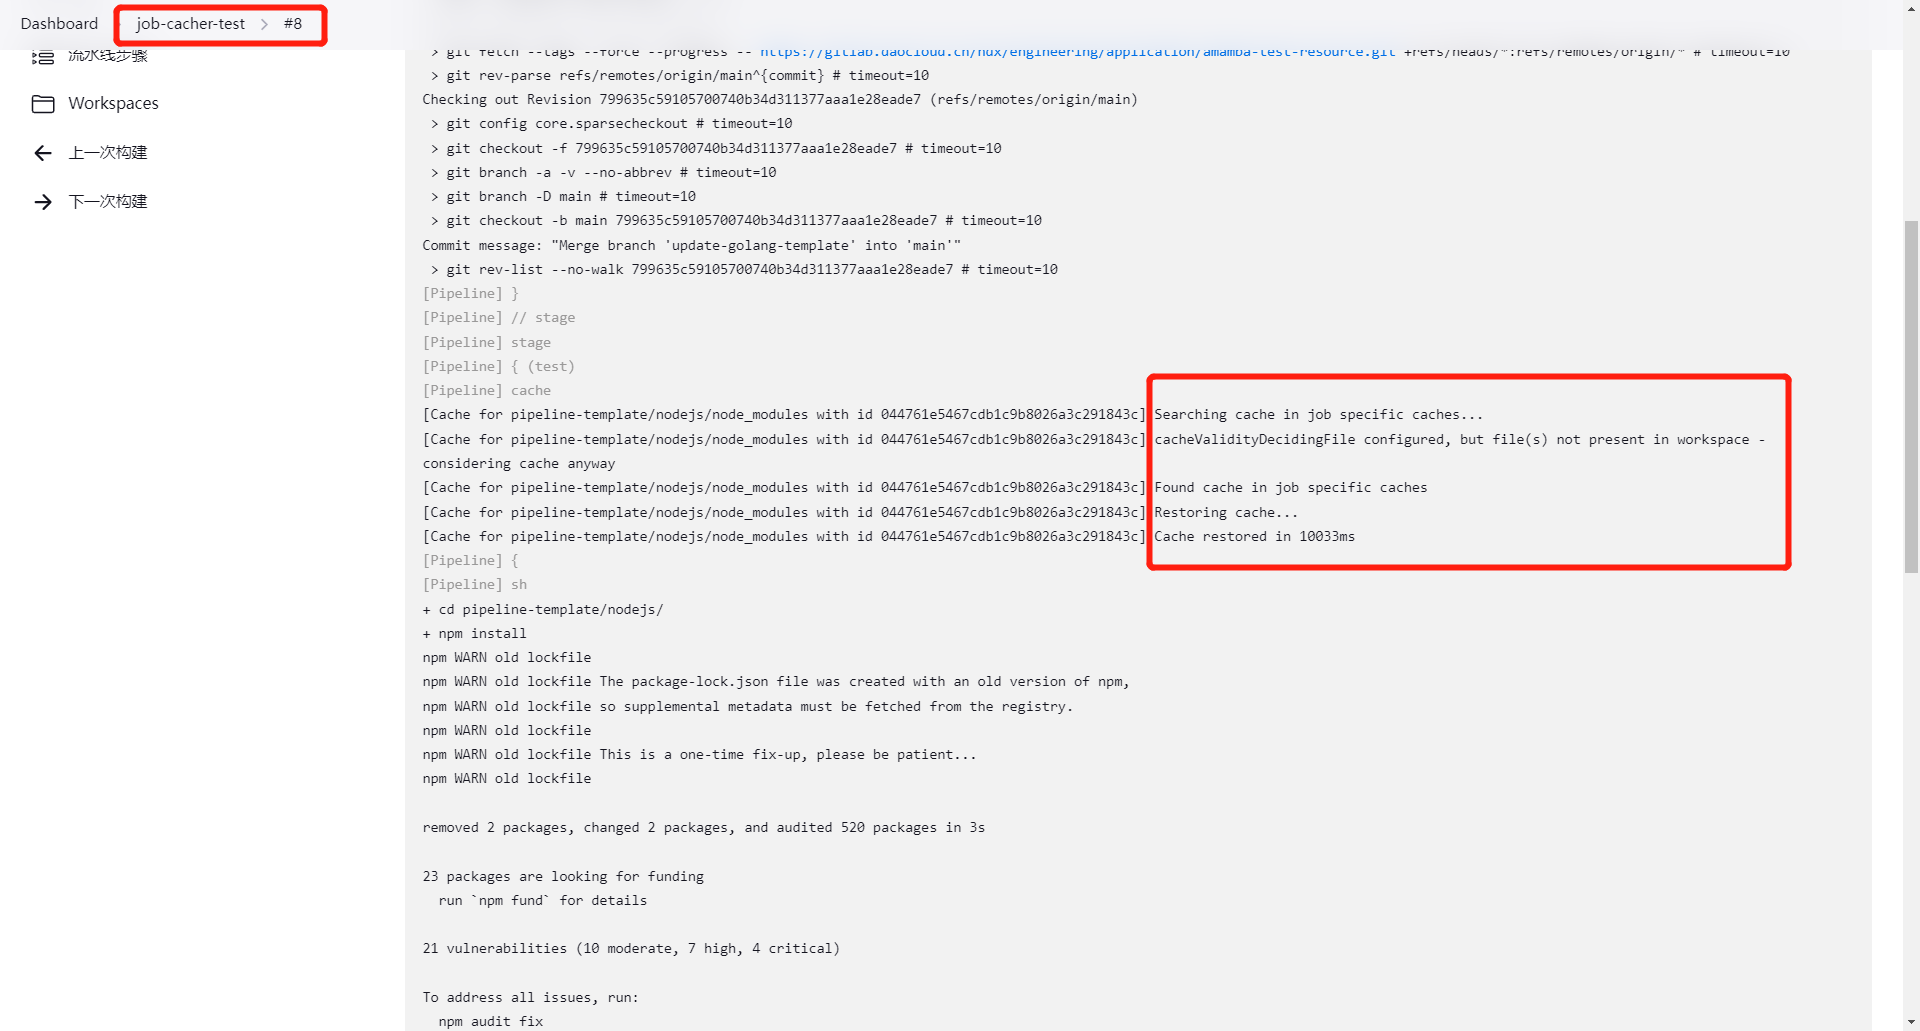 Dashboard
job-cacher-test > #8
流水线步骤
Workspaces
上一次构建
下一次构建
> git fetch --tags --force --progress -- https://gitlab.daocloud.cn/ndx/engineering/application/amamba-test-resource.git +refs/heads/*:refs/remotes/origin/* # timeout=10
> git rev-parse refs/remotes/origin/main^{commit} # timeout=10
Checking out Revision 799635c59105700740b34d311377aaa1e28eade7 (refs/remotes/origin/main)
> git config core.sparsecheckout # timeout=10
> git checkout -f 799635c59105700740b34d311377aaa1e28eade7 # timeout=10
> git branch -a -v --no-abbrev # timeout=10
> git branch -D main # timeout=10
> git checkout -b main 799635c59105700740b34d311377aaa1e28eade7 # timeout=10
Commit message: "Merge branch 'update-golang-template' into 'main'"
> git rev-list --no-walk 799635c59105700740b34d311377aaa1e28eade7 # timeout=10
[Pipeline] }
[Pipeline] // stage
[Pipeline] stage
[Pipeline] { (test)
[Pipeline] cache
[Cache for pipeline-template/nodejs/node_modules with id 044761e5467cdb1c9b8026a3c291843c] Searching cache in job specific caches...
[Cache for pipeline-template/nodejs/node_modules with id 044761e5467cdb1c9b8026a3c291843c] cacheValidityDecidingFile configured, but file(s) not present in workspace -
considering cache anyway
[Cache for pipeline-template/nodejs/node_modules with id 044761e5467cdb1c9b8026a3c291843c] Found cache in job specific caches
[Cache for pipeline-template/nodejs/node_modules with id 044761e5467cdb1c9b8026a3c291843c] Restoring cache...
[Cache for pipeline-template/nodejs/node_modules with id 044761e5467cdb1c9b8026a3c291843c] Cache restored in 10033ms
[Pipeline] {
[Pipeline] sh
+ cd pipeline-template/nodejs/
+ npm install
npm WARN old lockfile
npm WARN old lockfile The package-lock.json file was created with an old version of npm,
npm WARN old lockfile so supplemental metadata must be fetched from the registry.
npm WARN old lockfile
npm WARN old lockfile This is a one-time fix-up, please be patient...
npm WARN old lockfile
removed 2 packages, changed 2 packages, and audited 520 packages in 3s
23 packages are looking for funding
run `npm fund` for details
21 vulnerabilities (10 moderate, 7 high, 4 critical)
To address all issues, run:
npm audit fix